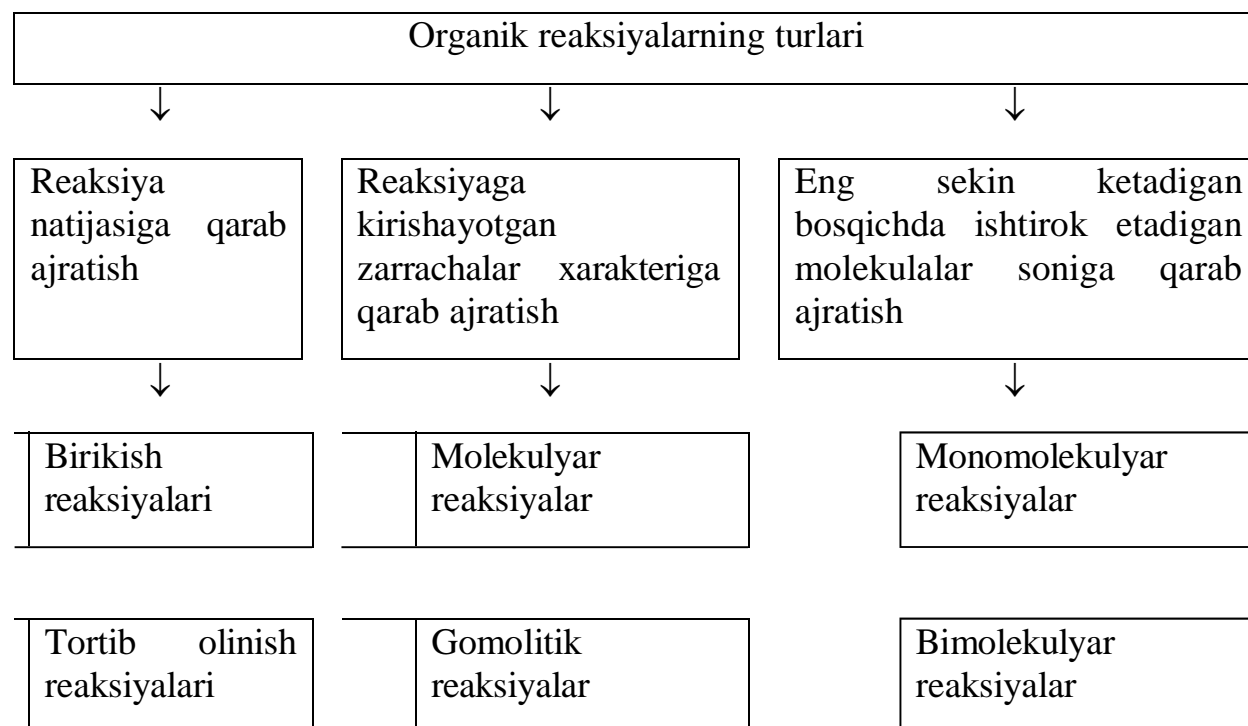 Organik reaksiyalarning turlari
↓ ↓ ↓
Reaksiya
natijasiga qarab
ajratish
Reaksiyaga
kirishayotgan
zarrachalar xarakteriga
qarab ajratish
Eng sekin ketadigan
bosqichda ishtirok etadigan
molekulalar soniga qarab
ajratish
↓ ↓ ↓
Birikish
reaksiyalari
Molekulyar
reaksiyalar
Monomolekulyar
reaksiyalar
Tortib olinish
reaksiyalari
Gomolitik
reaksiyalar
Bimolekulyar
reaksiyalar